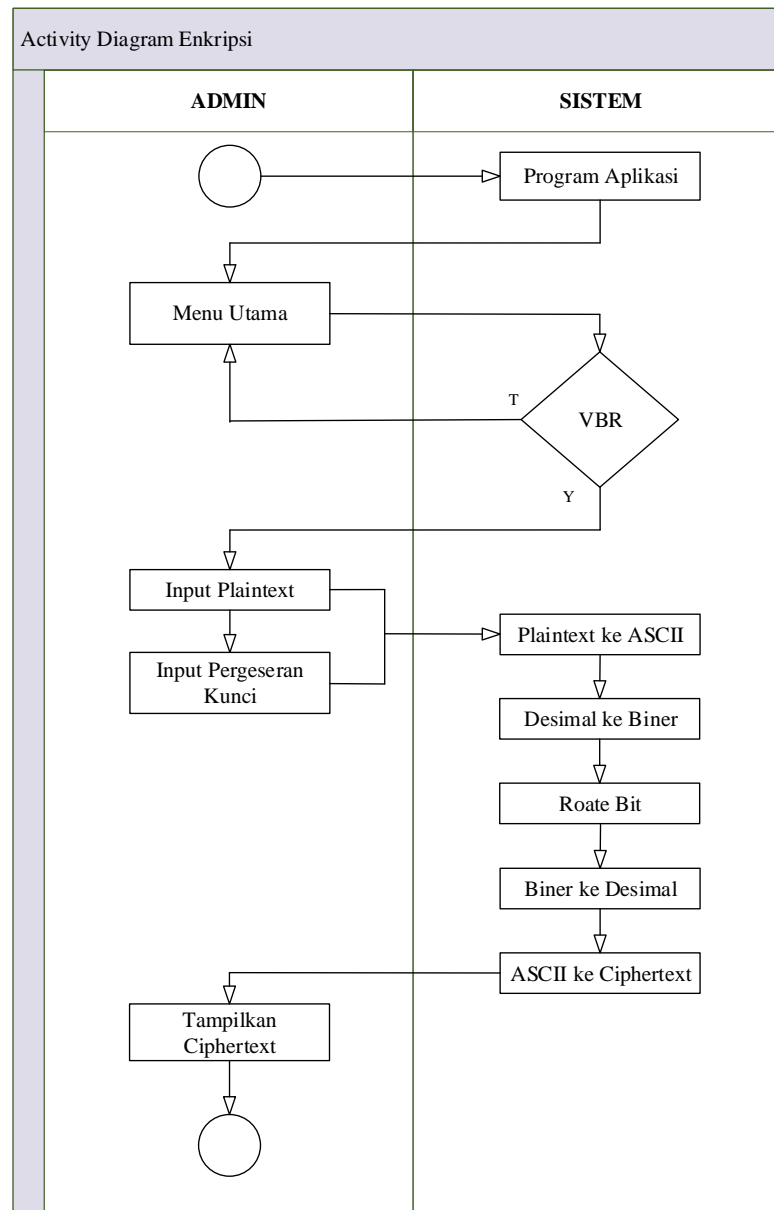 Activity Diagram Enkripsi
ADMIN
SISTEM
Program Aplikasi
Menu Utama
T
VBR
Y
Input Plaintext
Plaintext ke ASCII
Input Pergeseran
Kunci
Desimal ke Biner
Roate Bit
Biner ke Desimal
ASCII ke Ciphertext
Tampilkan
Ciphertext